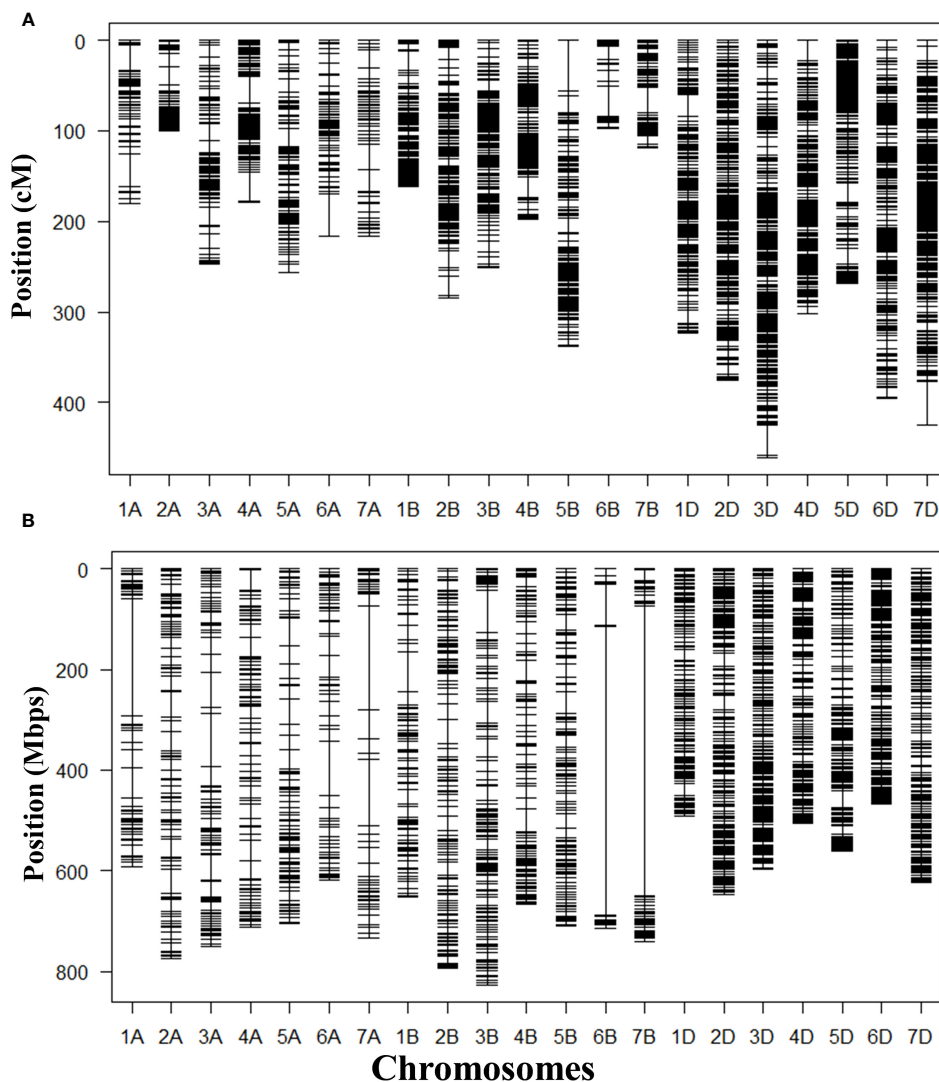 A
0
100
200
300
400
Position (cM)
1A 2A 3A 4A 5A 6A 7A 1B 2B 3B 4B 5B 6B 7B 1D 2D 3D 4D 5D 6D 7D
B
0
200
400
600
800
Position (Mbps)
1A 2A 3A 4A 5A 6A 7A 1B 2B 3B 4B 5B 6B 7B 1D 2D 3D 4D 5D 6D 7D
Chromosomes